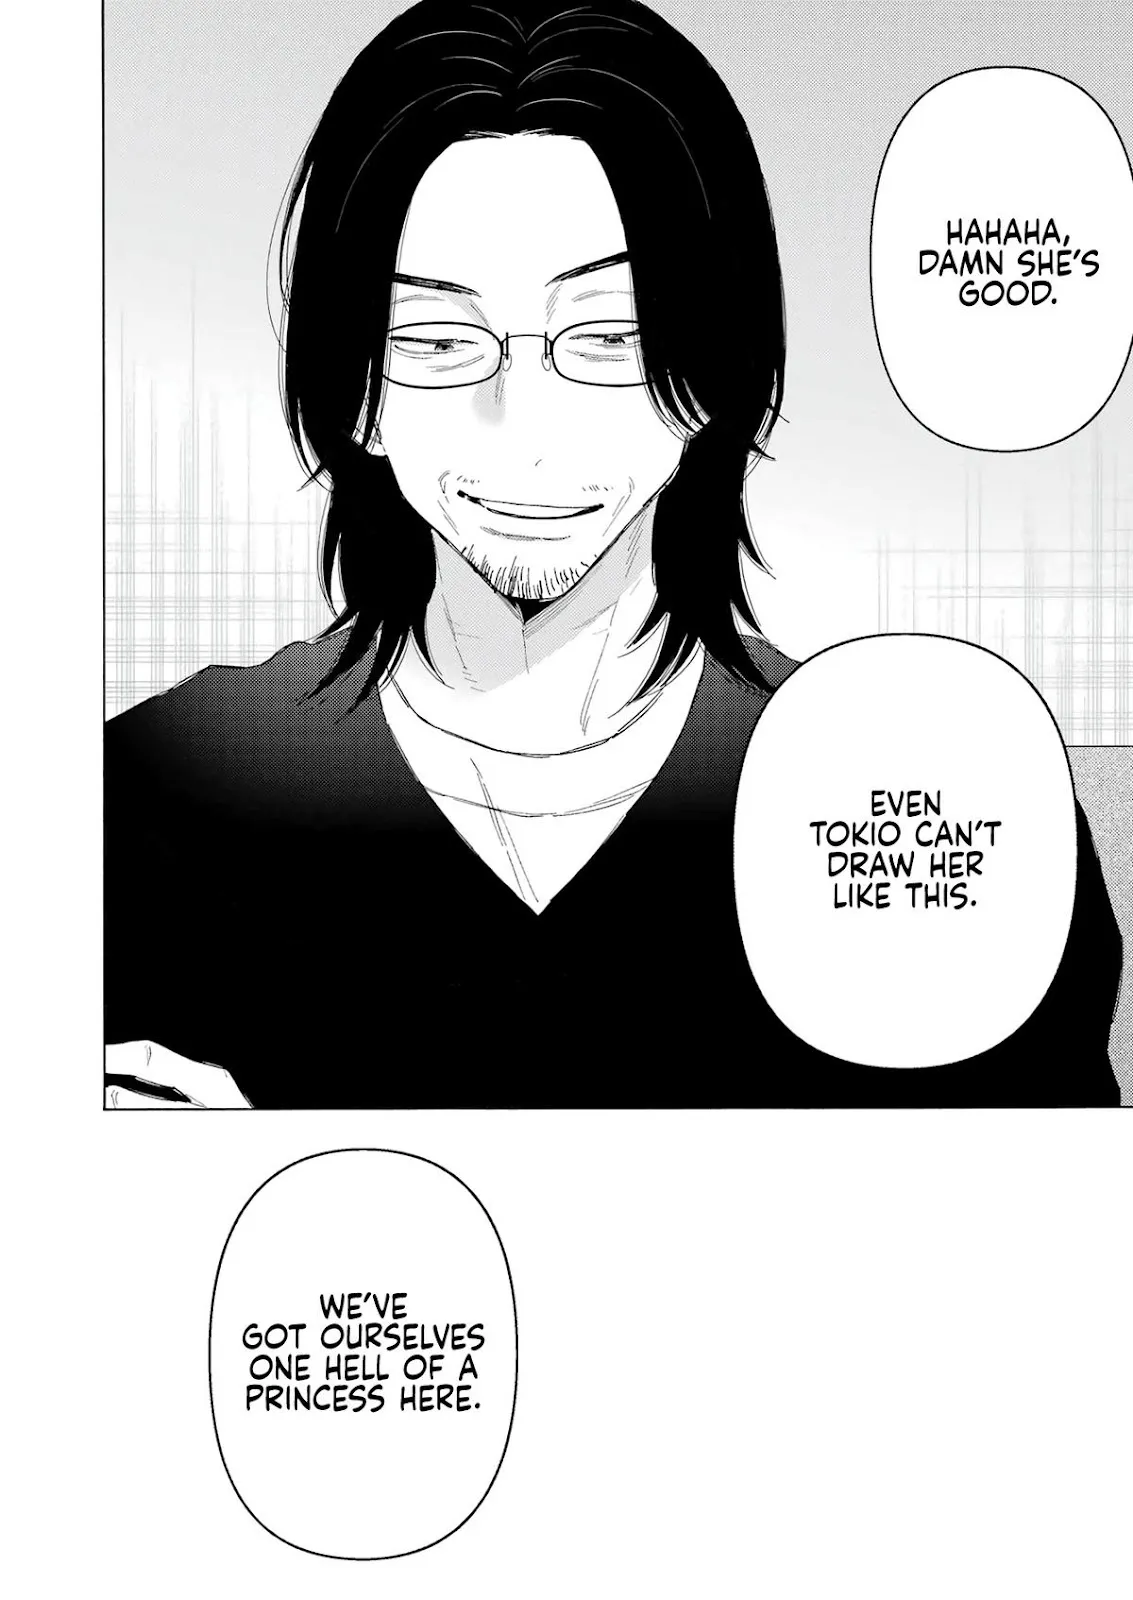 HAHAHA,
DAMN SHE'S
GOOD.
EVEN
TOKIO CAN'T
DRAW HER
LIKE THIS.
WE'VE
GOT OURSELVES
ONE HELL OF A
PRINCESS HERE.